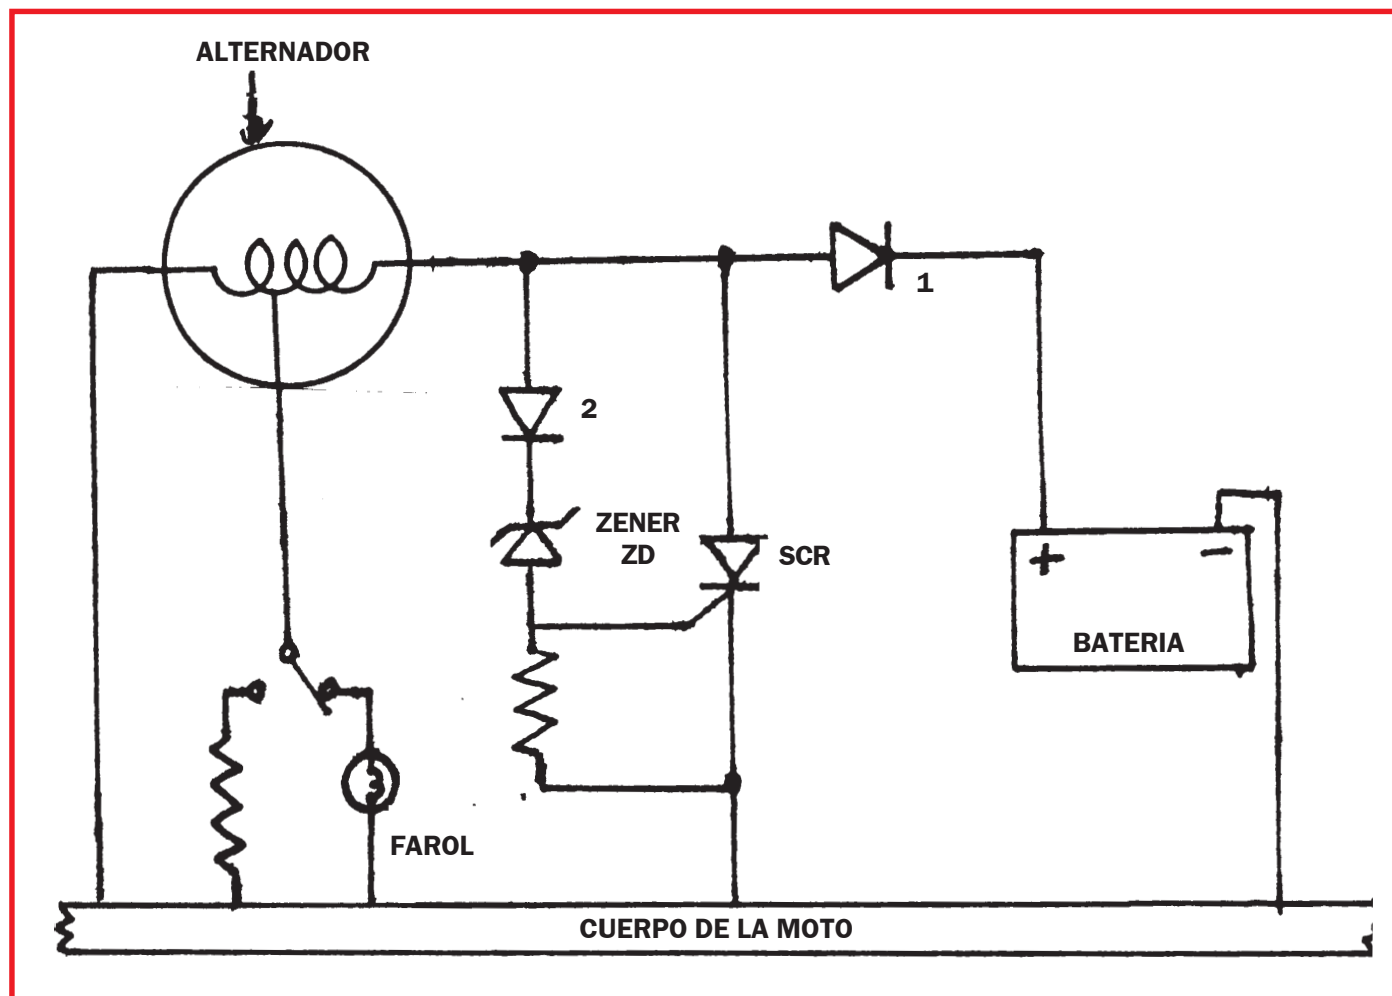 ALTERNADOR
1
2
ZENER
ZD
SCR
+
−
BATERIA
FAROL
CUERPO DE LA MOTO